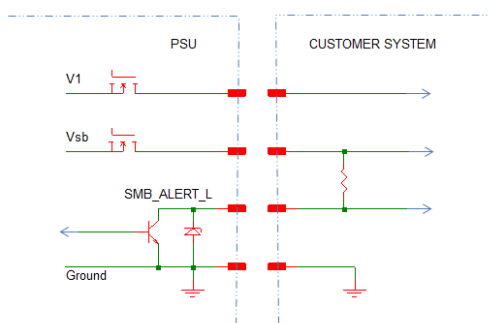 PSU
CUSTOMER SYSTEM
V1
Vsb
SMB_ALERT_L
Ground